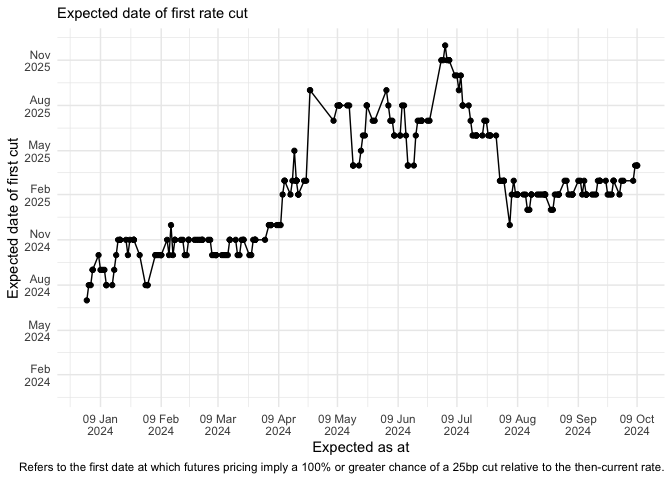 Expected date of first rate cut
Expected date of first cut
Nov
2025
Aug
2025
May
2025
Feb
2025
Nov
2024
Aug
2024
May
2024
Feb
2024
09 Jan 09 Feb 09 Mar 09 Apr 09 May 09 Jun 09 Jul 09 Aug 09 Sep 09 Oct
2024 2024 2024 2024 2024 2024 2024 2024 2024 2024
Expected as at
Refers to the first date at which futures pricing imply a 100% or greater chance of a 25bp cut relative to the then-current rate.